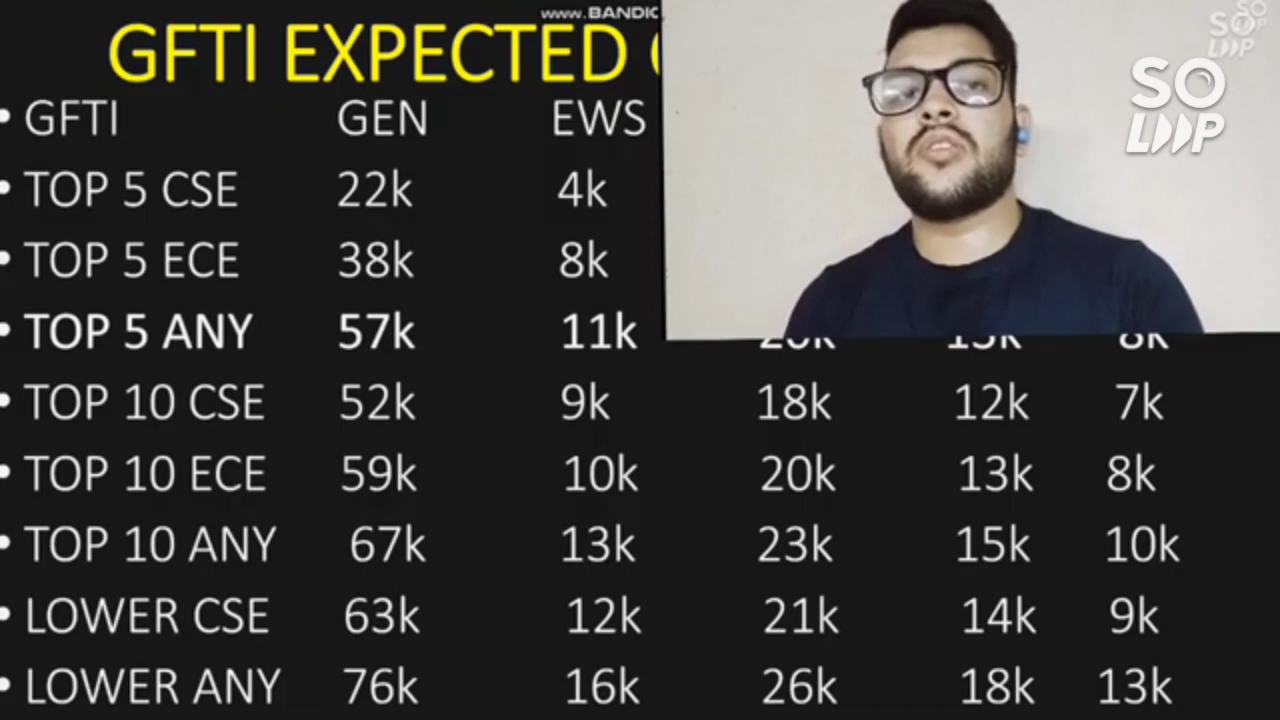 www.BANDIC
GFTI EXPECTED
SO
LOOP
SO
LOOP
• GFTI GEN EWS
• TOP 5 CSE 22k 4k
• TOP 5 ECE 38k 8k
• TOP 5 ANY 57k 11k 8k
• TOP 10 CSE 52k 9k 18k 12k 7k
• TOP 10 ECE 59k 10k 20k 13k 8k
• TOP 10 ANY 67k 13k 23k 15k 10k
• LOWER CSE 63k 12k 21k 14k 9k
• LOWER ANY 76k 16k 26k 18k 13k